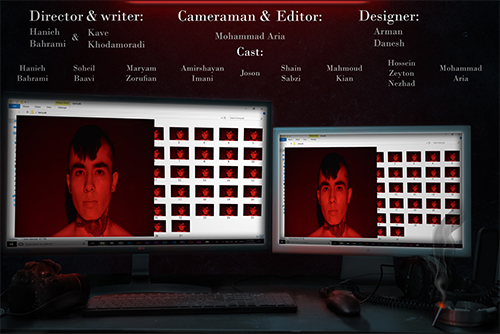 Director & writer:
Cameraman & Editor:
Designer:
Hanieh Bahrami & Kave Khodamoradi
Mohammad Aria
Arman Danesh
Cast:
Hanieh Bahrami
Soheil Baavi
Maryam Zorufian
Amirshayan Imani
Joson
Shain Sabzi
Mahmoud Kian
Hossein Zeyton Nezhad
Mohammad Aria